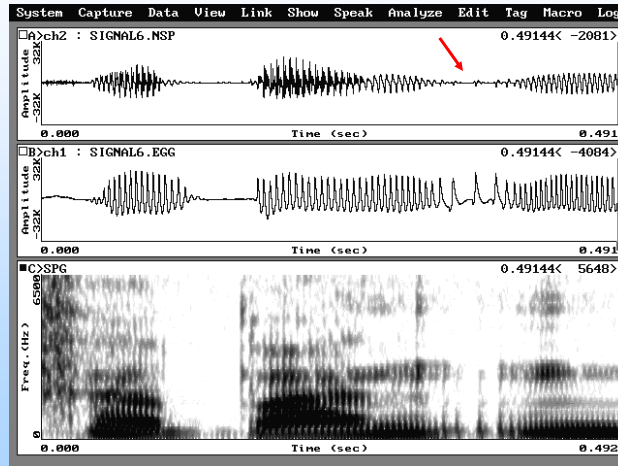 System Capture Data View Link Show Speak Analyze Edit Tag Macro Log
A>ch2 : SIGNAL6.NSP 0.49144< -2081>
Amplitude
-32K 32K
0.000 Time (sec) 0.491
B>ch1 : SIGNAL6.EGG 0.49144< -4084>
Amplitude
-32K 32K
0.000 Time (sec) 0.491
C>SPG 0.49144< 5648>
Freq.(Hz)
0 6500
0.000 Time (sec) 0.492